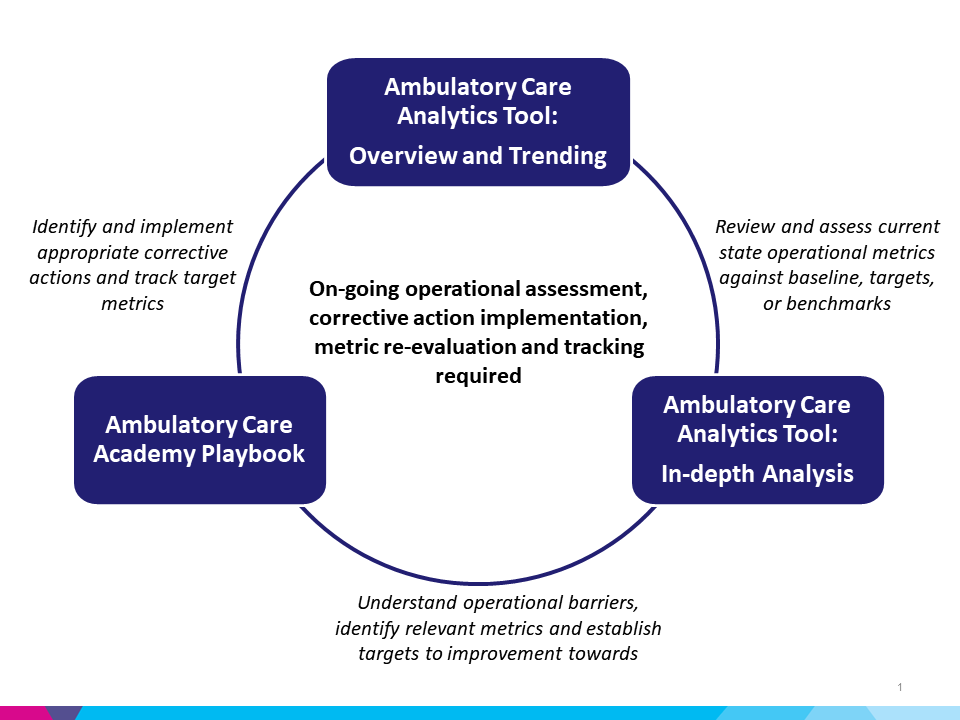 Ambulatory Care
Analytics Tool:
Overview and Trending
Identify and implement
appropriate corrective
actions and track target
metrics
Review and assess current
state operational metrics
against baseline, targets,
or benchmarks
On-going operational assessment,
corrective action implementation,
metric re-evaluation and tracking
required
Ambulatory Care
Academy Playbook
Ambulatory Care
Analytics Tool:
In-depth Analysis
Understand operational barriers,
identify relevant metrics and establish
targets to improvement towards
1